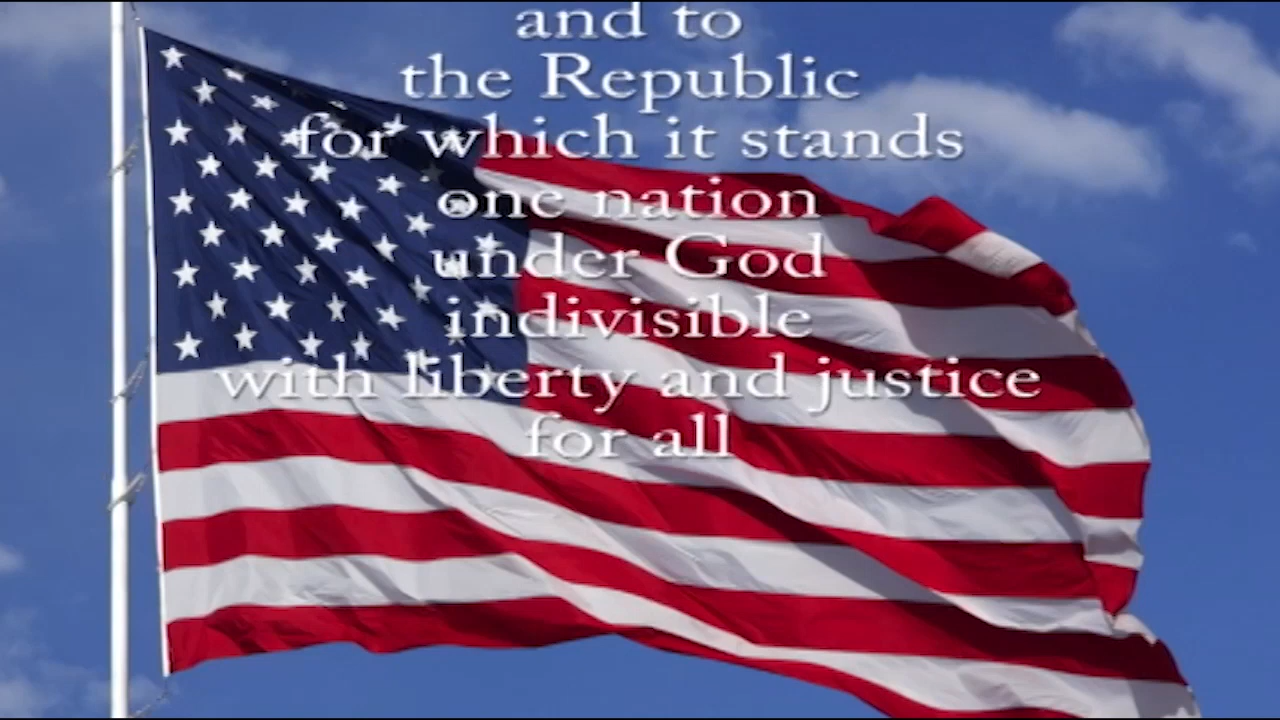 and to
the Republic
for which it stands
one nation
under God
indivisible
with liberty and justice
for all